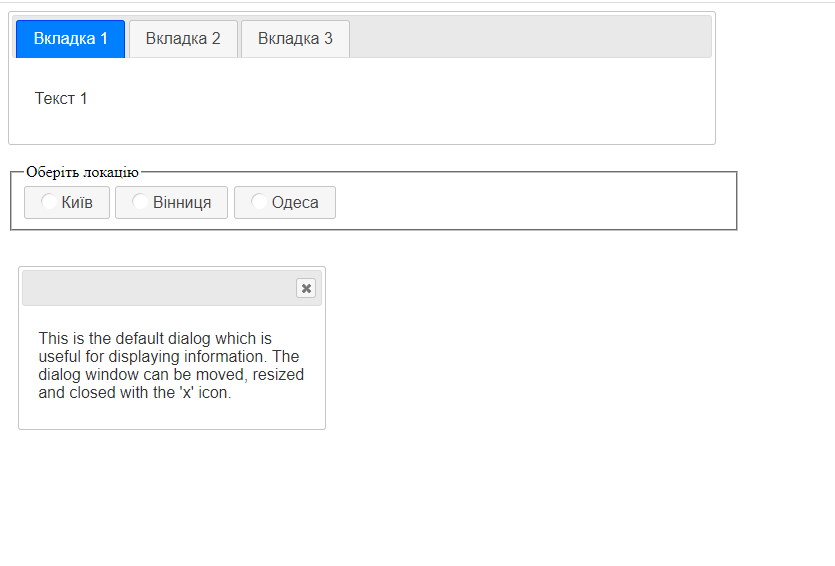 Вкладка 1 Вкладка 2 Вкладка 3
Текст 1
Оберіть локацію
Київ Вінниця Одеса
This is the default dialog which is
useful for displaying information. The
dialog window can be moved, resized
and closed with the 'x' icon.